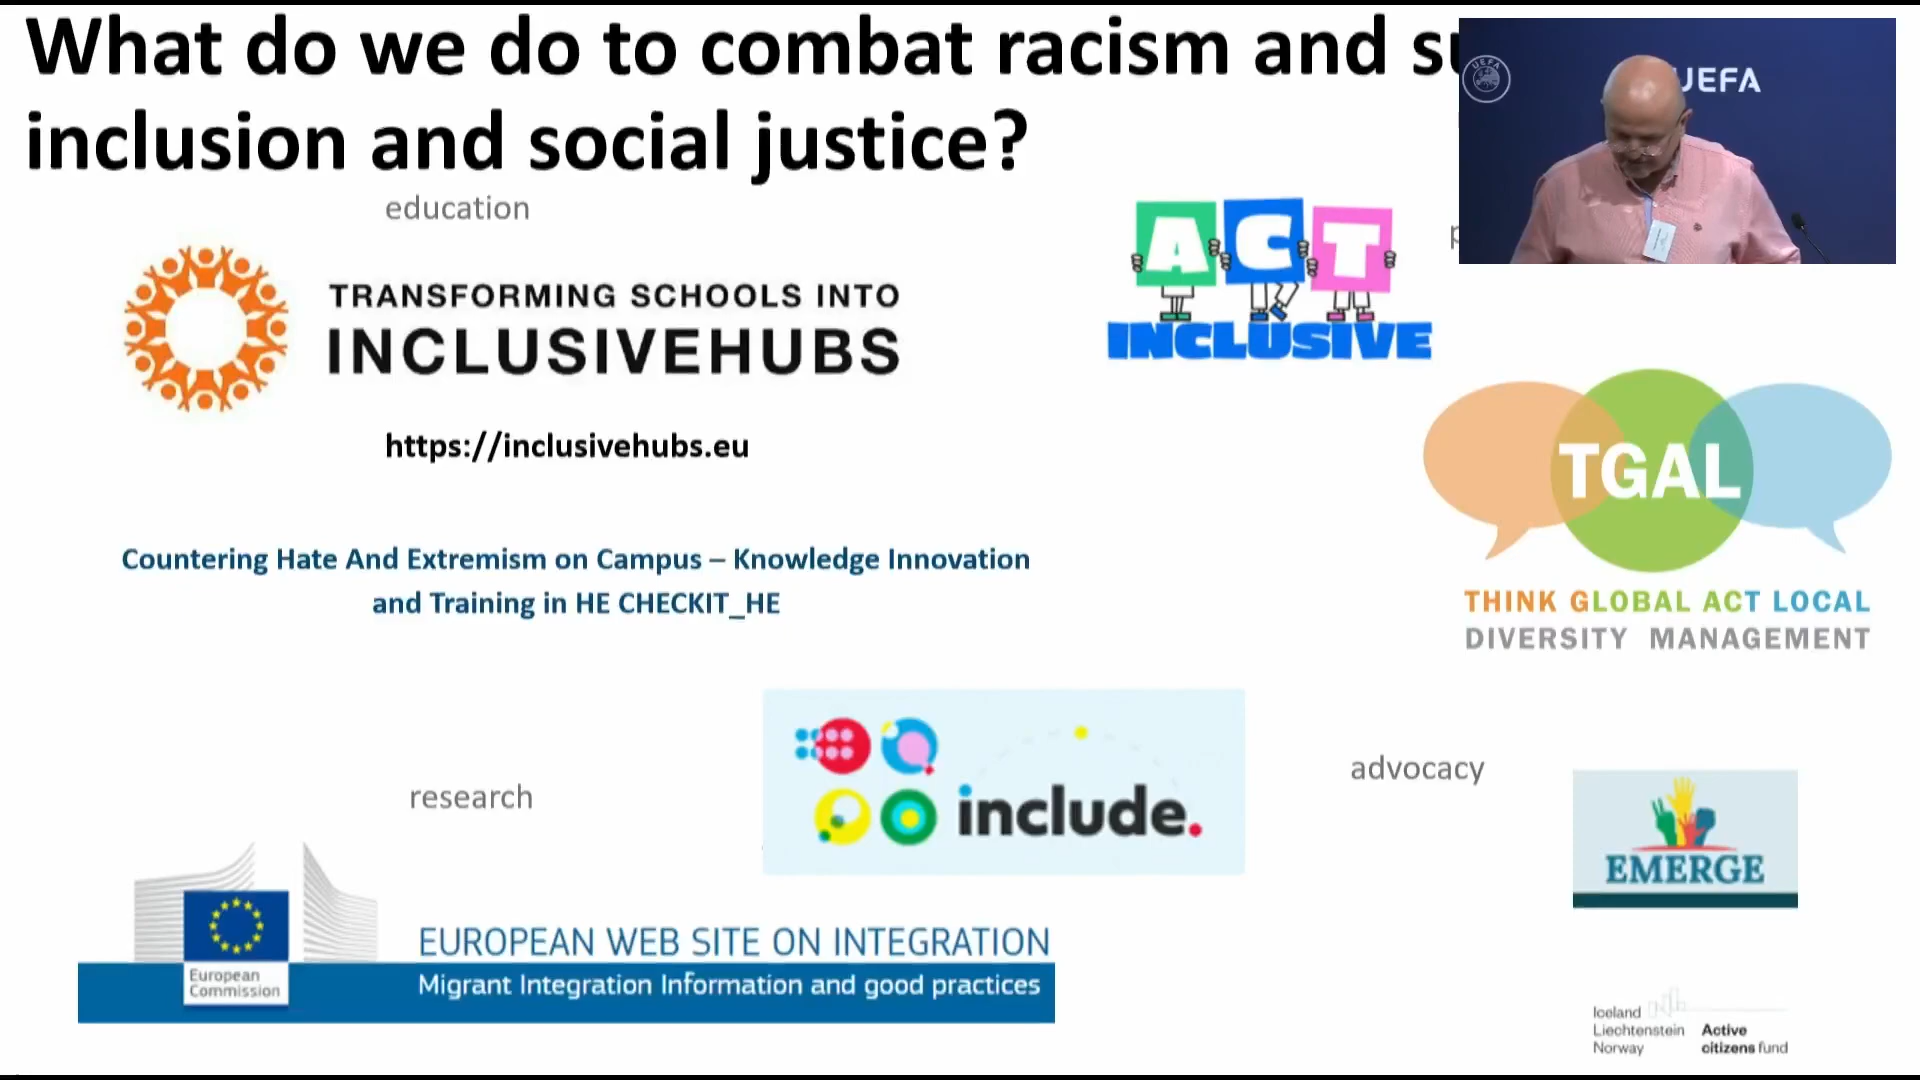 What do we do to combat racism and
inclusion and social justice?
UEFA
UEFA
education
ACT
INCLUSIVE
TRANSFORMING SCHOOLS INTO
INCLUSIVEHUBS
https://inclusivehubs.eu
TGAL
THINK GLOBAL ACT LOCAL
DIVERSITY MANAGEMENT
Countering Hate And Extremism on Campus – Knowledge Innovation
and Training in HE CHECKIT_HE
include.
advocacy
research
EMERGE
EUROPEAN WEB SITE ON INTEGRATION
Migrant Integration Information and good practices
European
Commission
Iceland
Liechtenstein
Norway
Active
citizens fund